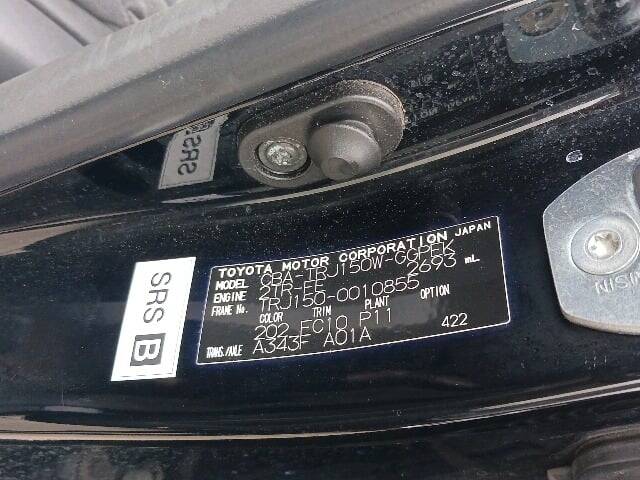 SRS
TOYOTA MOTOR CORPORATION JAPAN
MODEL CBA-TRJ150W-GGPEK
ENGINE 2TR-FE 2693 mL
FRAME No. TRJ150-0010855
COLOR TRIM PLANT OPTION
202 FC10 P11
TRANS./AXLE A343F A01A 422
SRS B
NISIN